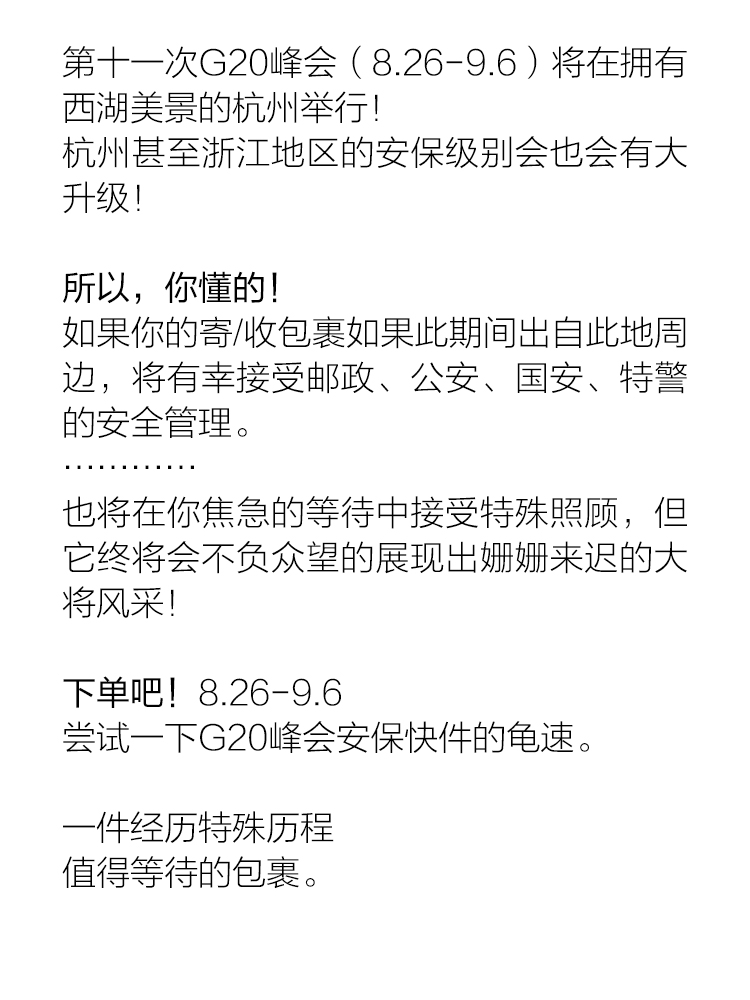 第十一次G20峰会（8.26-9.6）将在拥有
西湖美景的杭州举行！
杭州甚至浙江地区的安保级别会也会有大
升级！
所以，你懂的！
如果你的寄/收包裹如果此期间出自此地周
边，将有幸接受邮政、公安、国安、特警
的安全管理。
…………
也将在你焦急的等待中接受特殊照顾，但
它终将会不负众望的展现出姗姗来迟的大
将风采！
下单吧！8.26-9.6
尝试一下G20峰会安保快件的龟速。
一件经历特殊历程
值得等待的包裹。